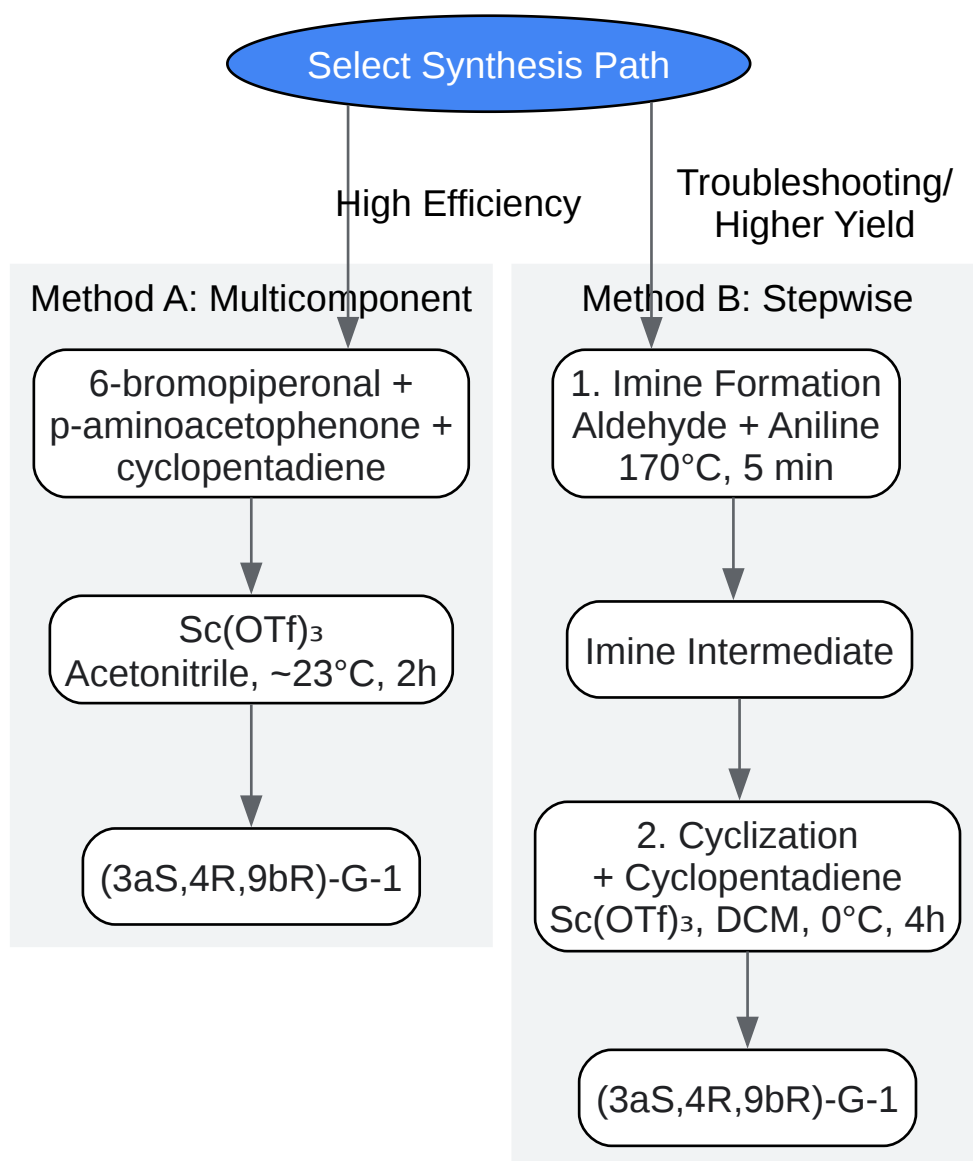 Select Synthesis Path
High Efficiency
Troubleshooting/
Higher Yield
Method A: Multicomponent
6-bromopiperonal +
p-aminoacetophenone +
cyclopentadiene
Sc(OTf)₃
Acetonitrile, ~23°C, 2h
(3aS,4R,9bR)-G-1
Method B: Stepwise
1. Imine Formation
Aldehyde + Aniline
170°C, 5 min
Imine Intermediate
2. Cyclization
+ Cyclopentadiene
Sc(OTf)₃, DCM, 0°C, 4h
(3aS,4R,9bR)-G-1